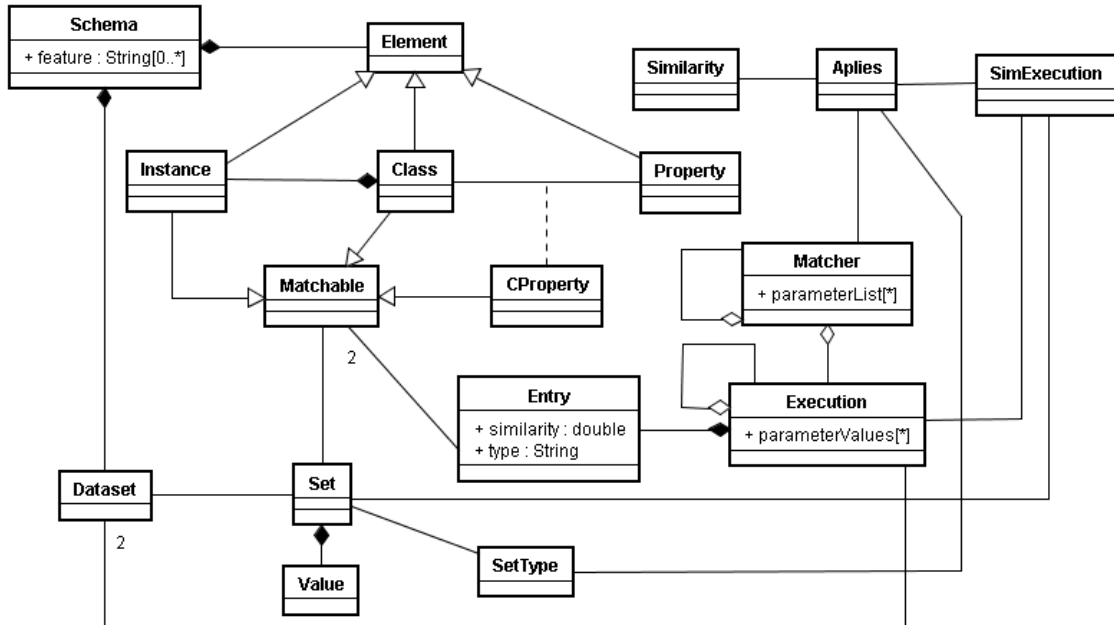 Schema
+ feature : String[0..*]
Element
Similarity
Aplies
SimExecution
Instance
Class
Property
Matchable
CProperty
Matcher
+ parameterList[*]
2
Entry
+ similarity : double
+ type : String
Execution
+ parameterValues[*]
Dataset
Set
2
SetType
Value